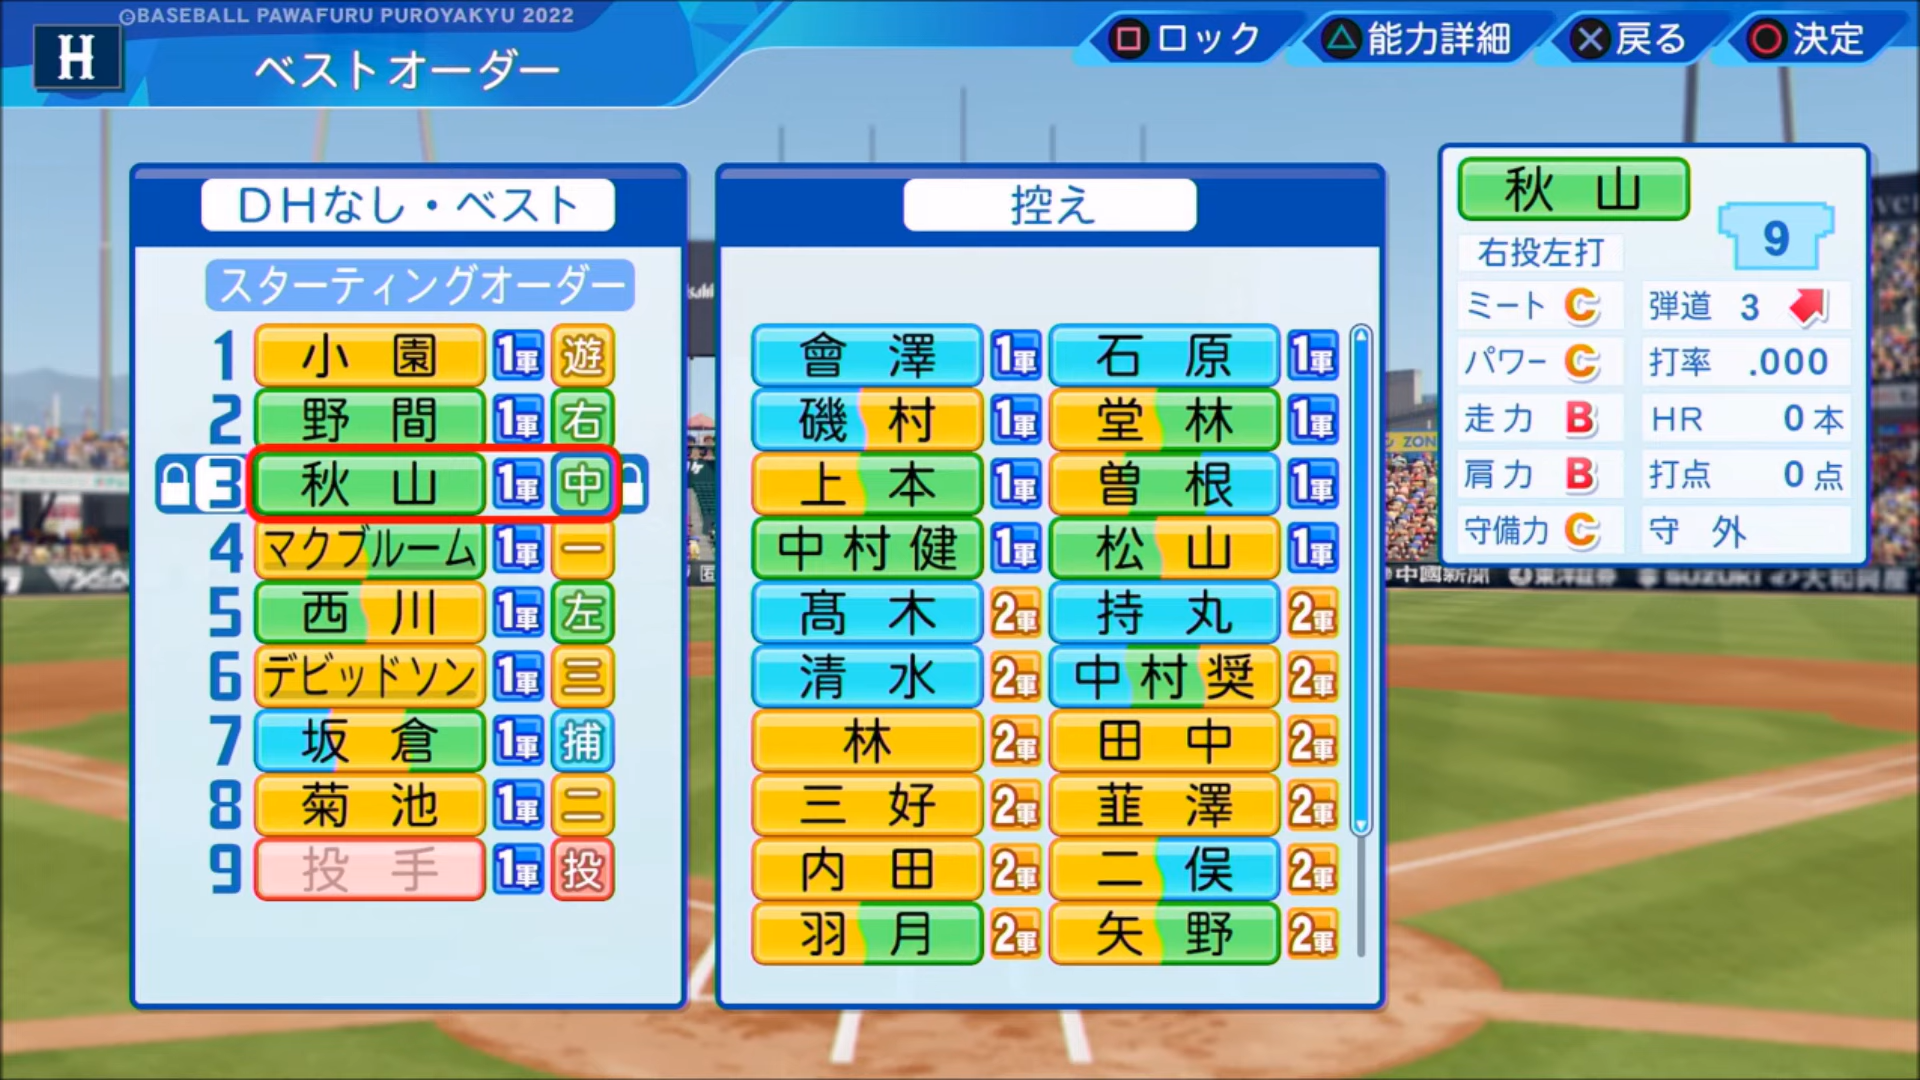 ©BASEBALL PAWAFURU PUROYAKYU 2022
H
ベストオーダー
ロック
能力詳細
戻る
決定
DHなし・ベスト
スターティングオーダー
1 小園 1軍 遊
2 野間 1軍 右
3 秋山 1軍 中
4 マクブルーム 1軍 一
5 西川 1軍 左
6 デビッドソン 1軍 三
7 坂倉 1軍 捕
8 菊池 1軍 二
9 投手 1軍 投
控え
會澤 1軍 石原 1軍
磯村 1軍 堂林 1軍
上本 1軍 曽根 1軍
中村健 1軍 松山 1軍
髙木 2軍 持丸 2軍
清水 2軍 中村奨 2軍
林 2軍 田中 2軍
三好 2軍 韮澤 2軍
内田 2軍 二俣 2軍
羽月 2軍 矢野 2軍
秋山
9
右投左打
ミート C 弾道 3
パワー C 打率 .000
走力 B HR 0本
肩力 B 打点 0点
守備力 C 守 外
ZON
中國新聞
SUZUKI
大和興産